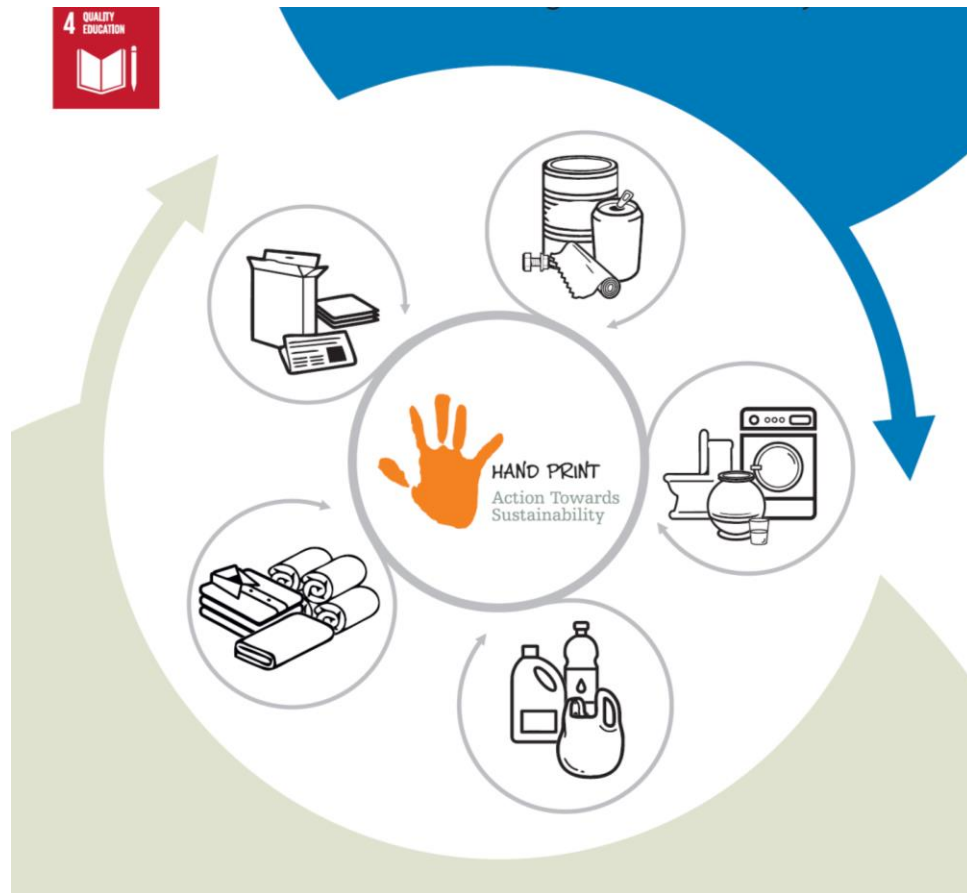 4 QUALITY
EDUCATION
HAND PRINT
Action Towards
Sustainability